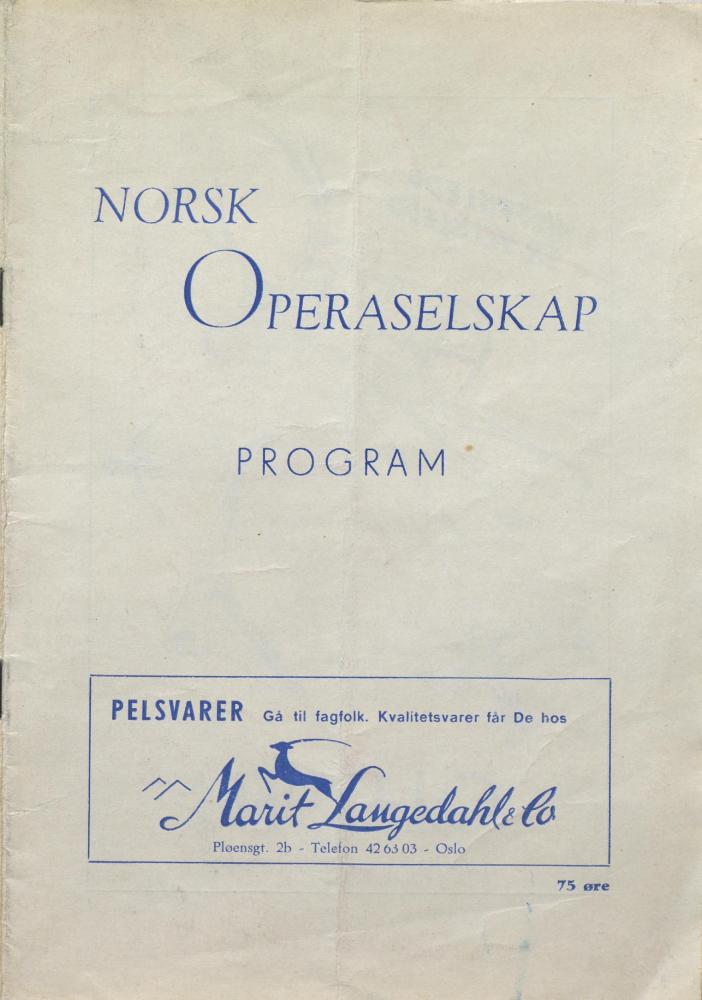 NORSK
OPERASELSKAP
PROGRAM
PELSVARER Gå til fagfolk. Kvalitetsvarer får De hos
Marit Langedahl & Co
Pløensgt. 2b - Telefon 42 63 03 - Oslo
75 øre